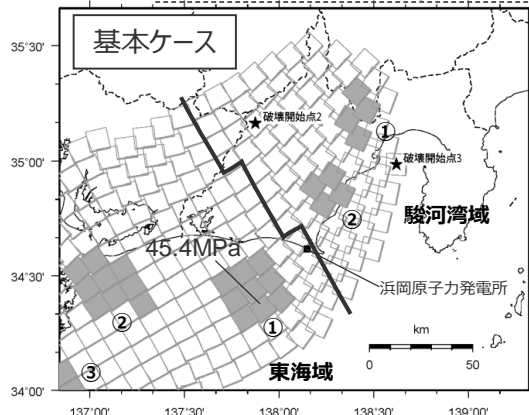 基本ケース
35°30'
35°00'
34°30'
34°00'
★破壊開始点2
①
★破壊開始点3
②
駿河湾域
45.4MPa
浜岡原子力発電所
②
①
③
東海域
km
0 50
137°00' 137°30' 138°00' 138°30' 139°00'